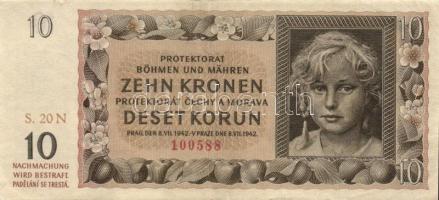 10
10
PROTEKTORAT
BÖHMEN UND MÄHREN
ZEHN KRONEN
PROTEKTORÁT ČECHY A MORAVA
DESET KORUN
PRAG, DEN 8. VII. 1942 - V PRAZE DNE 8. VII. 1942.
S. 20 N
100588
10
NACHMACHUNG
WIRD BESTRAFT.
PADĚLÁNÍ SE TRESTÁ.
10